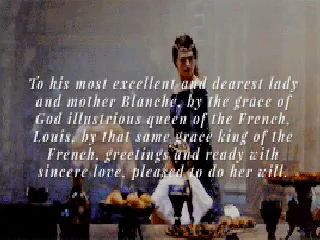 To his most excellent and dearest lady
and mother Blanche, by the grace of
God illustrious queen of the French,
Louis, by that same grace king of the
French, greetings and ready with
sincere love, pleased to do her will.